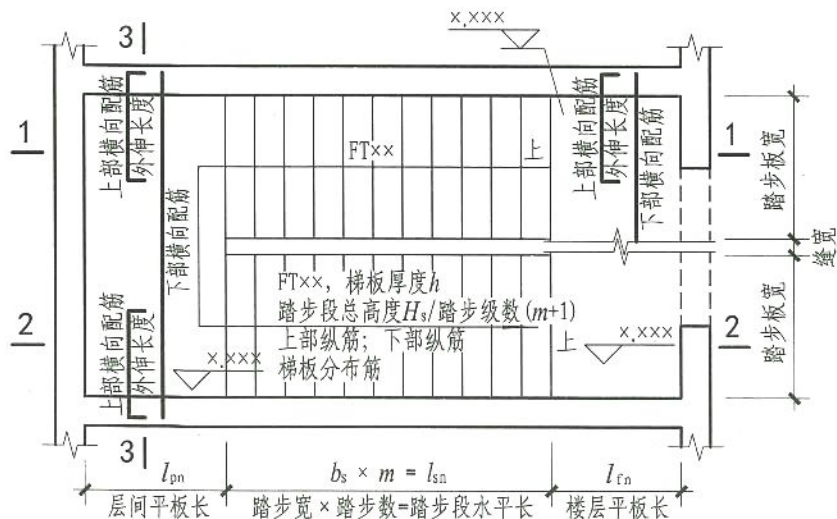 3
x.xxx
上部横向配筋
外伸长度
上部横向配筋
外伸长度
下部横向配筋
1
1
FT××
上
踏步板宽
缝宽
下部横向配筋
FT××，梯板厚度h
踏步段总高度Hs/踏步级数(m+1)
上部纵筋；下部纵筋
梯板分布筋
2
2
上部横向配筋
外伸长度
x.xxx
上
x.xxx
踏步板宽
3
lpn
bs × m = lsn
lfn
层间平板长
踏步宽×踏步数=踏步段水平长
楼层平板长